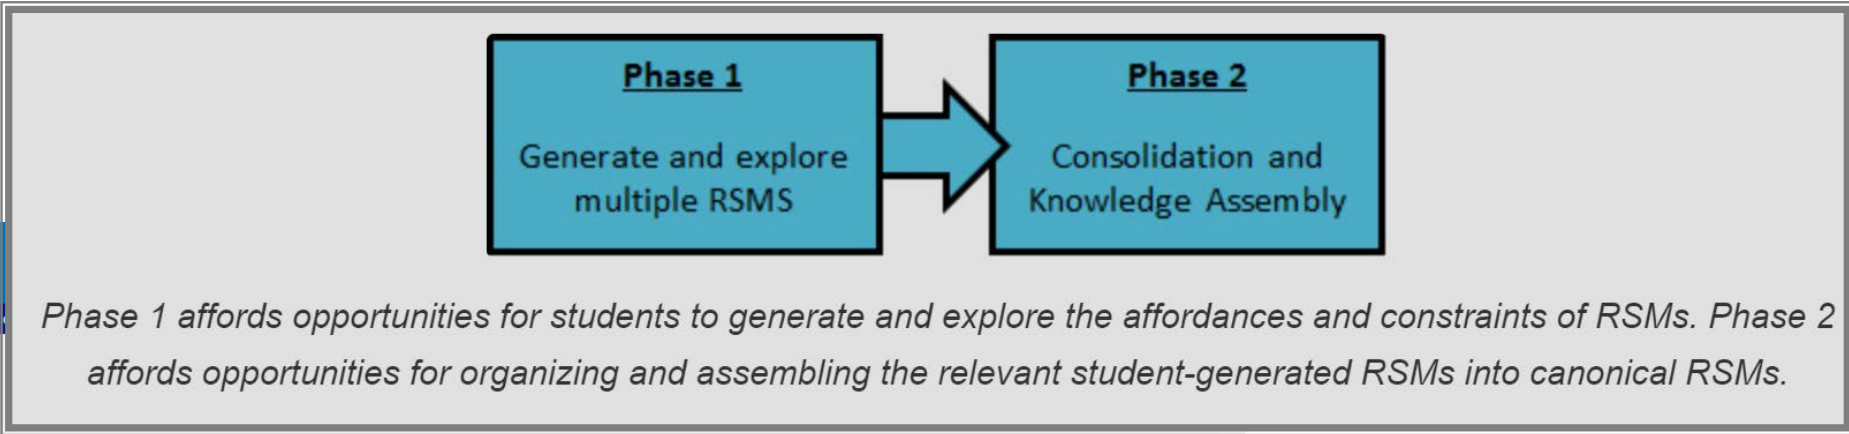 Phase 1
Generate and explore
multiple RSMS
Phase 2
Consolidation and
Knowledge Assembly
Phase 1 affords opportunities for students to generate and explore the affordances and constraints of RSMs. Phase 2
affords opportunities for organizing and assembling the relevant student-generated RSMs into canonical RSMs.